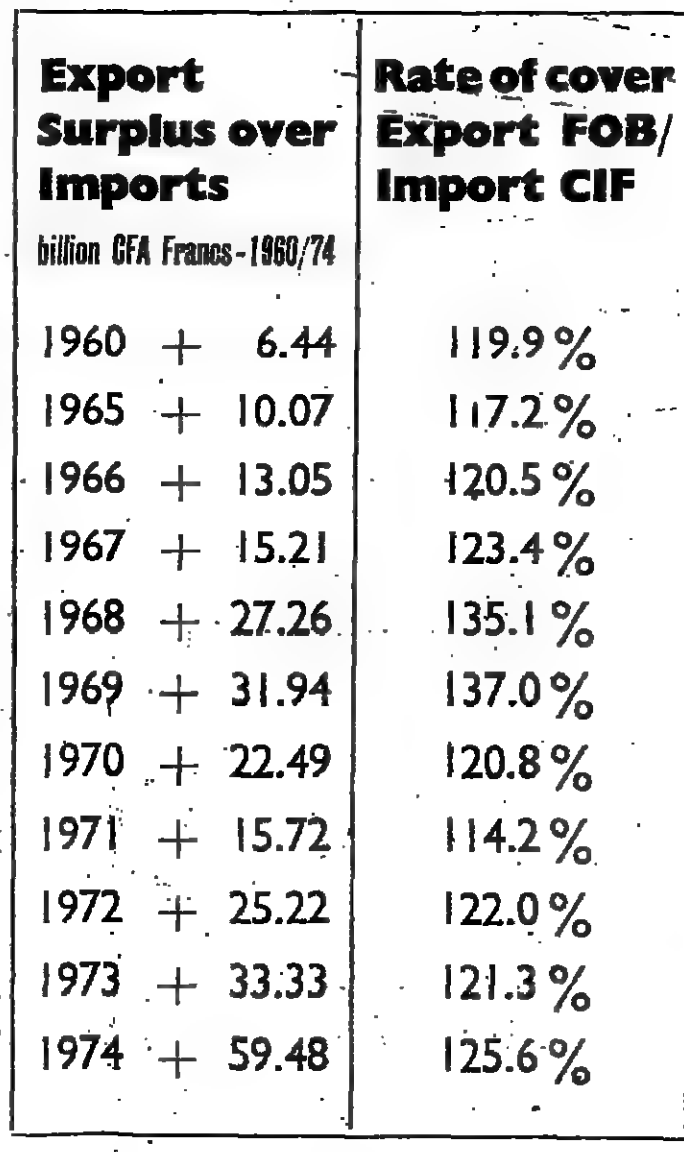 Export
Surplus over
Imports
billion CFA Francs - 1960/74
Rate of cover
Export FOB/
Import CIF
1960 + 6.44 119.9%
1965 + 10.07 117.2%
1966 + 13.05 120.5%
1967 + 15.21 123.4%
1968 + 27.26 135.1%
1969 + 31.94 137.0%
1970 + 22.49 120.8%
1971 + 15.72 114.2%
1972 + 25.22 122.0%
1973 + 33.33 121.3%
1974 + 59.48 125.6%